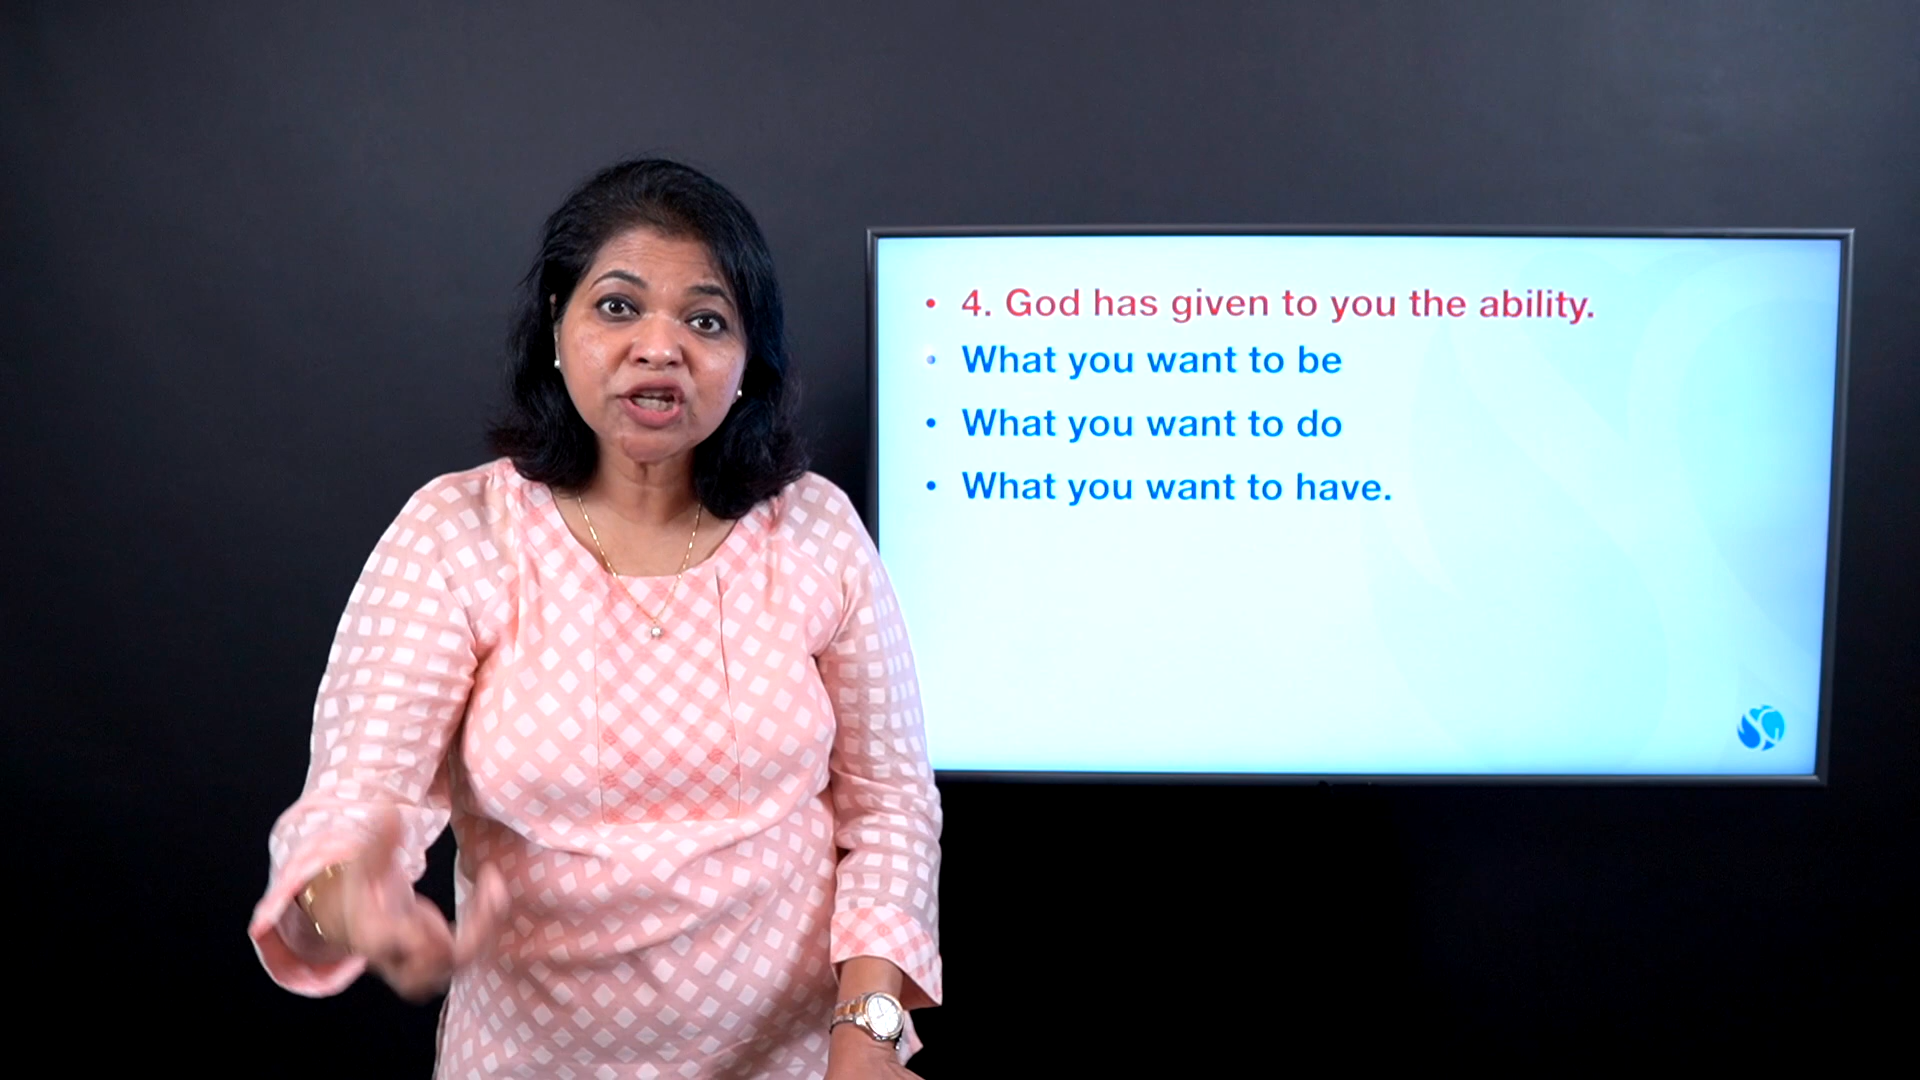 • 4. God has given to you the ability.
• What you want to be
• What you want to do
• What you want to have.